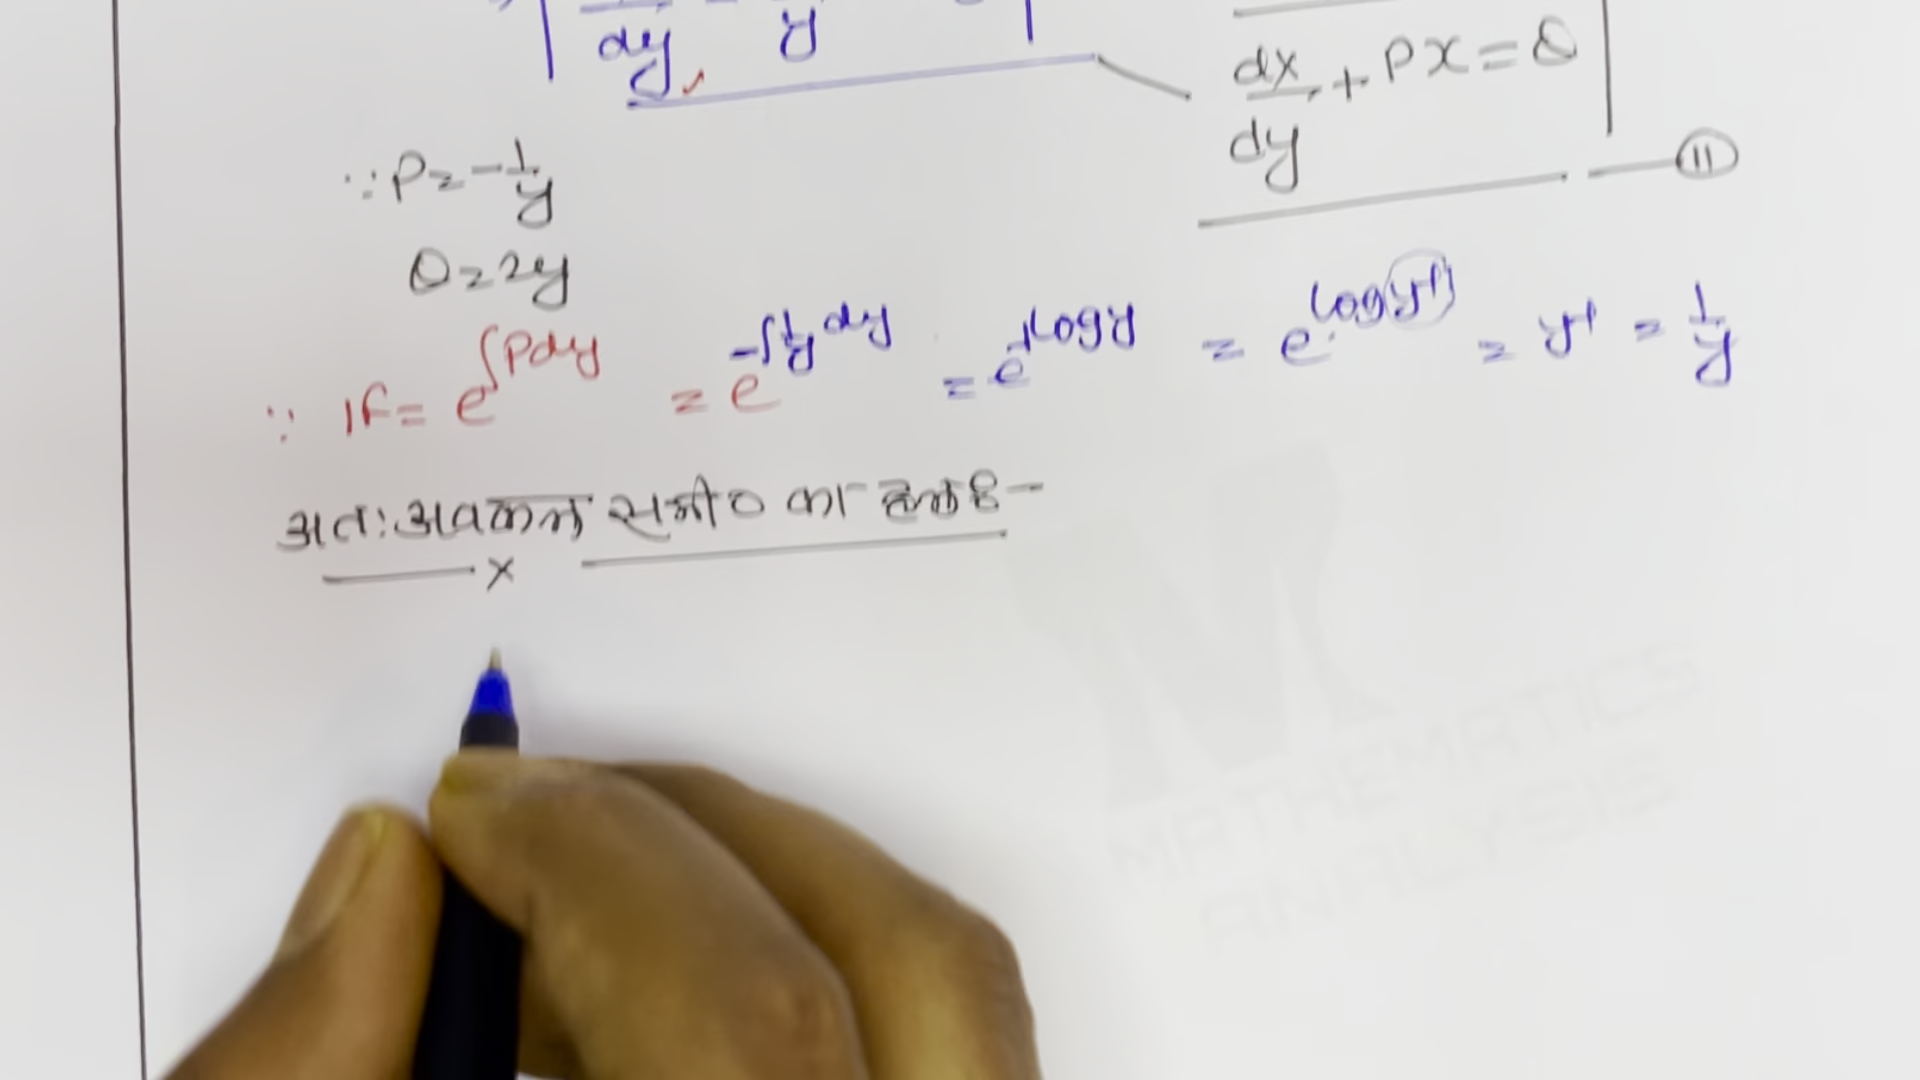 dy y
dx/dy + Px = Q
(11)
∵ P = -1/y
Q = 2y
∵ IF = e^∫Pdy = e^-∫1/y dy = e^-logy = e^log(y⁻¹) = y⁻¹ = 1/y
अतः अवकल समी० का हल है-
x
MATHEMATICS
ANALYSIS